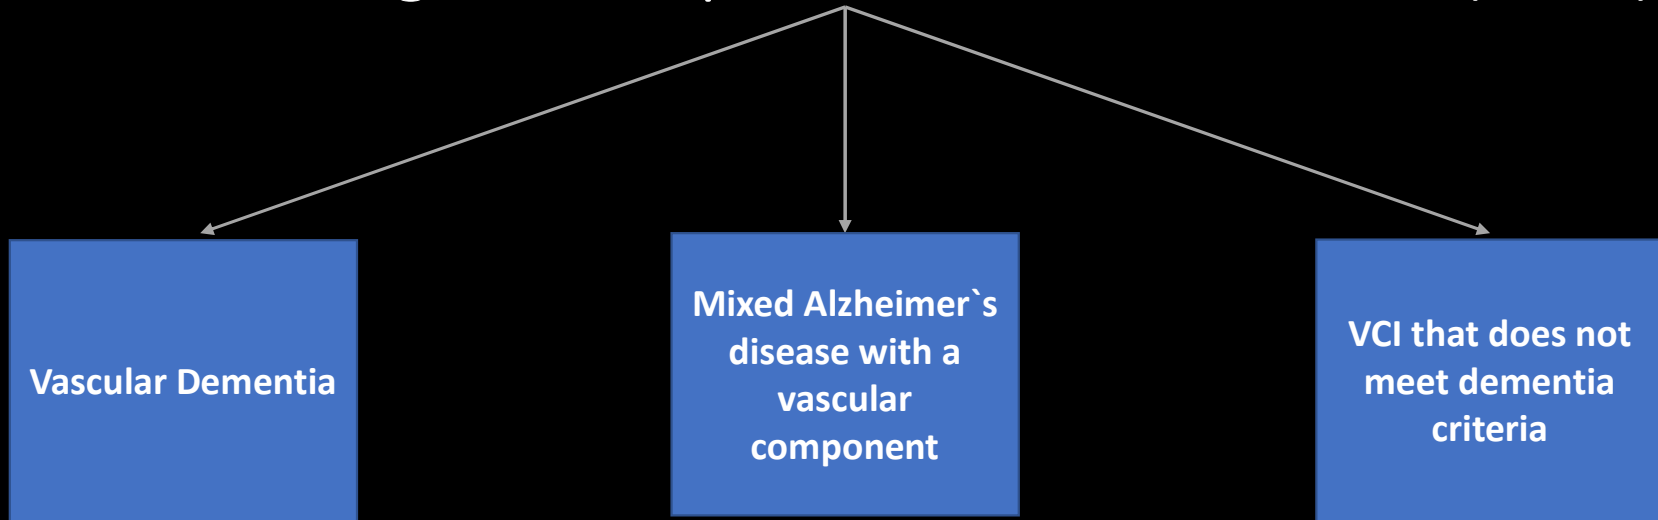 Vascular Dementia
Mixed Alzheimer`s
disease with a
vascular
component
VCI that does not
meet dementia
criteria